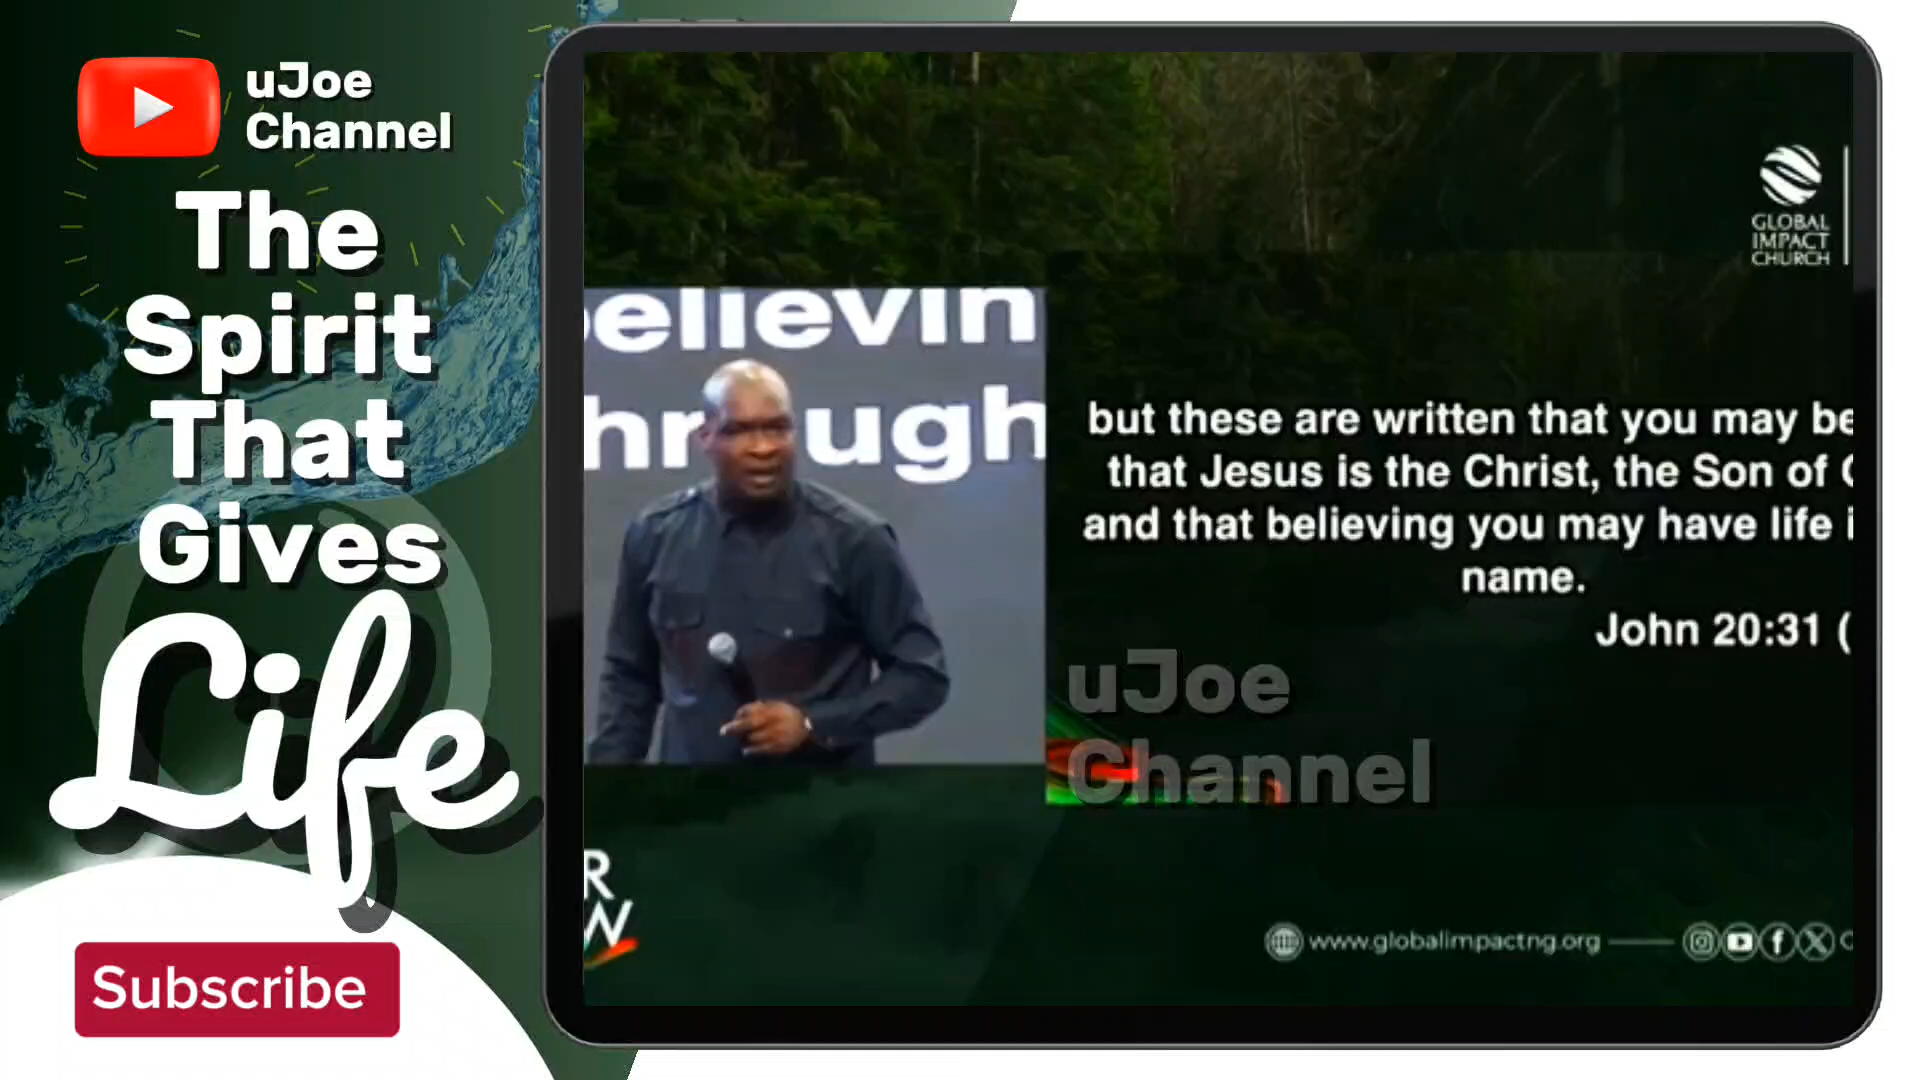 uJoe
Channel
The
Spirit
That
Gives
Life
Subscribe
GLOBAL
IMPACT
CHURCH
believin
hr ugh
but these are written that you may be
that Jesus is the Christ, the Son of
and that believing you may have life i
name.
John 20:31 (
uJoe
Channel
R
W
www.globalimpactng.org